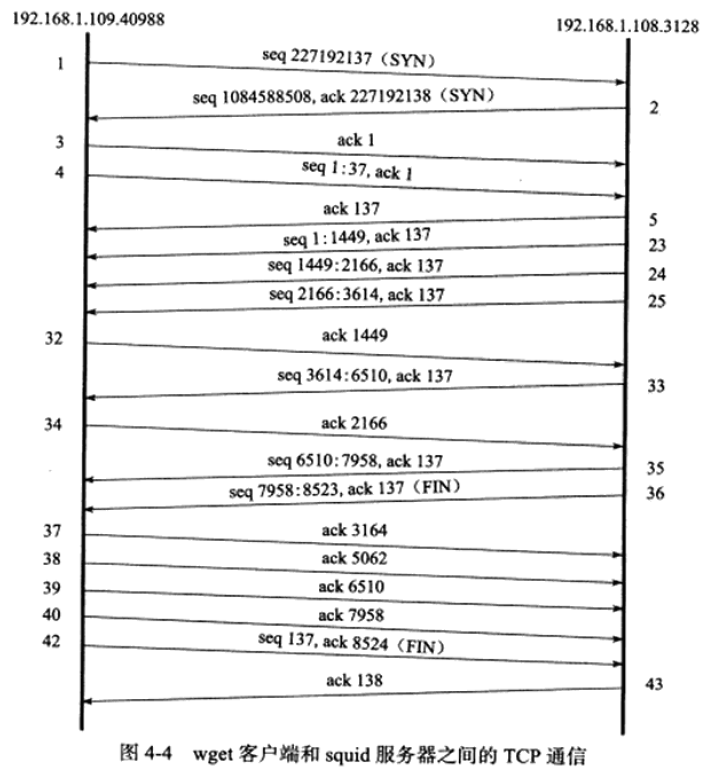 192.168.1.109.40988
192.168.1.108.3128
1
seq 227192137（SYN）
seq 1084588508, ack 227192138（SYN）
2
3
ack 1
4
seq 1:37, ack 1
ack 137
5
seq 1:1449, ack 137
23
seq 1449:2166, ack 137
24
seq 2166:3614, ack 137
25
32
ack 1449
seq 3614:6510, ack 137
33
34
ack 2166
seq 6510:7958, ack 137
35
seq 7958:8523, ack 137（FIN）
36
37
ack 3164
38
ack 5062
39
ack 6510
40
ack 7958
42
seq 137, ack 8524（FIN）
ack 138
43
图 4-4 wget 客户端和 squid 服务器之间的 TCP 通信